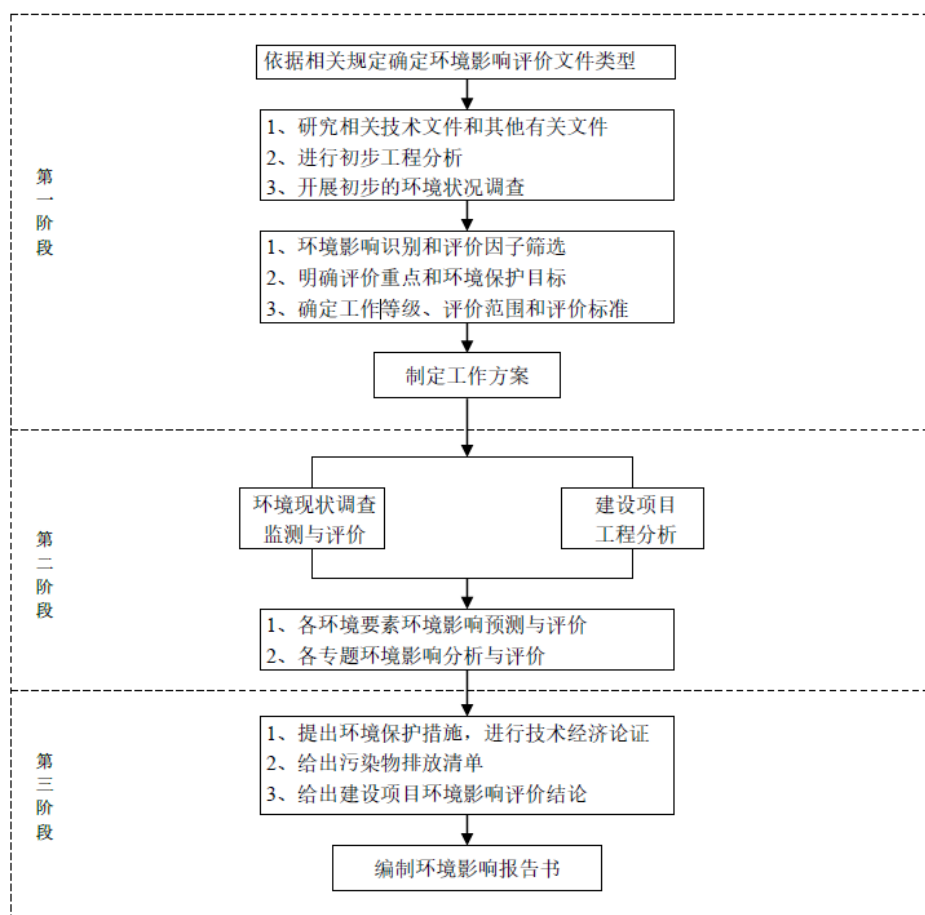 依据相关规定确定环境影响评价文件类型
1、研究相关技术文件和其他有关文件
2、进行初步工程分析
3、开展初步的环境状况调查
第一阶段
1、环境影响识别和评价因子筛选
2、明确评价重点和环境保护目标
3、确定工作等级、评价范围和评价标准
制定工作方案
环境现状调查
监测与评价
建设项目
工程分析
第二阶段
1、各环境要素环境影响预测与评价
2、各专题环境影响分析与评价
1、提出环境保护措施，进行技术经济论证
2、给出污染物排放清单
3、给出建设项目环境影响评价结论
第三阶段
编制环境影响报告书